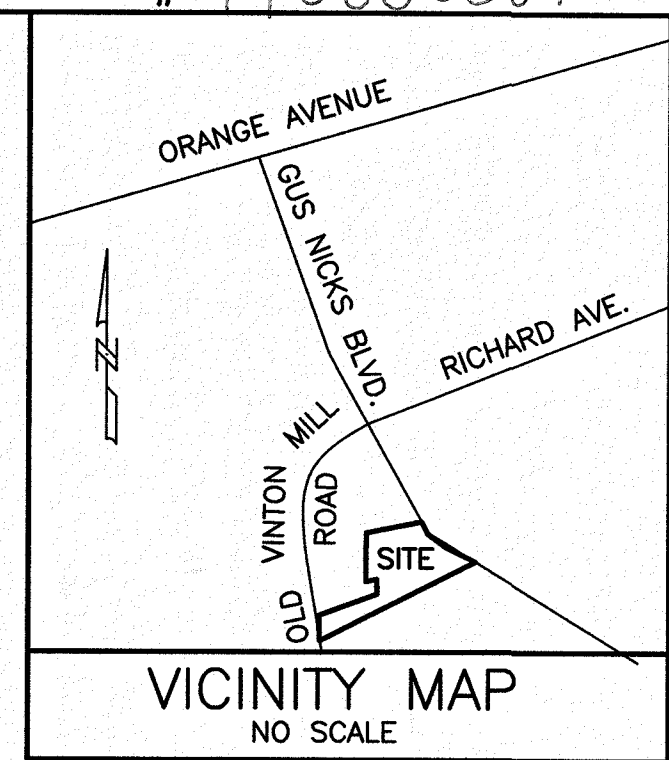 ORANGE AVENUE
GUS NICKS BLVD.
RICHARD AVE.
OLD VINTON MILL ROAD
SITE
N
VICINITY MAP
NO SCALE